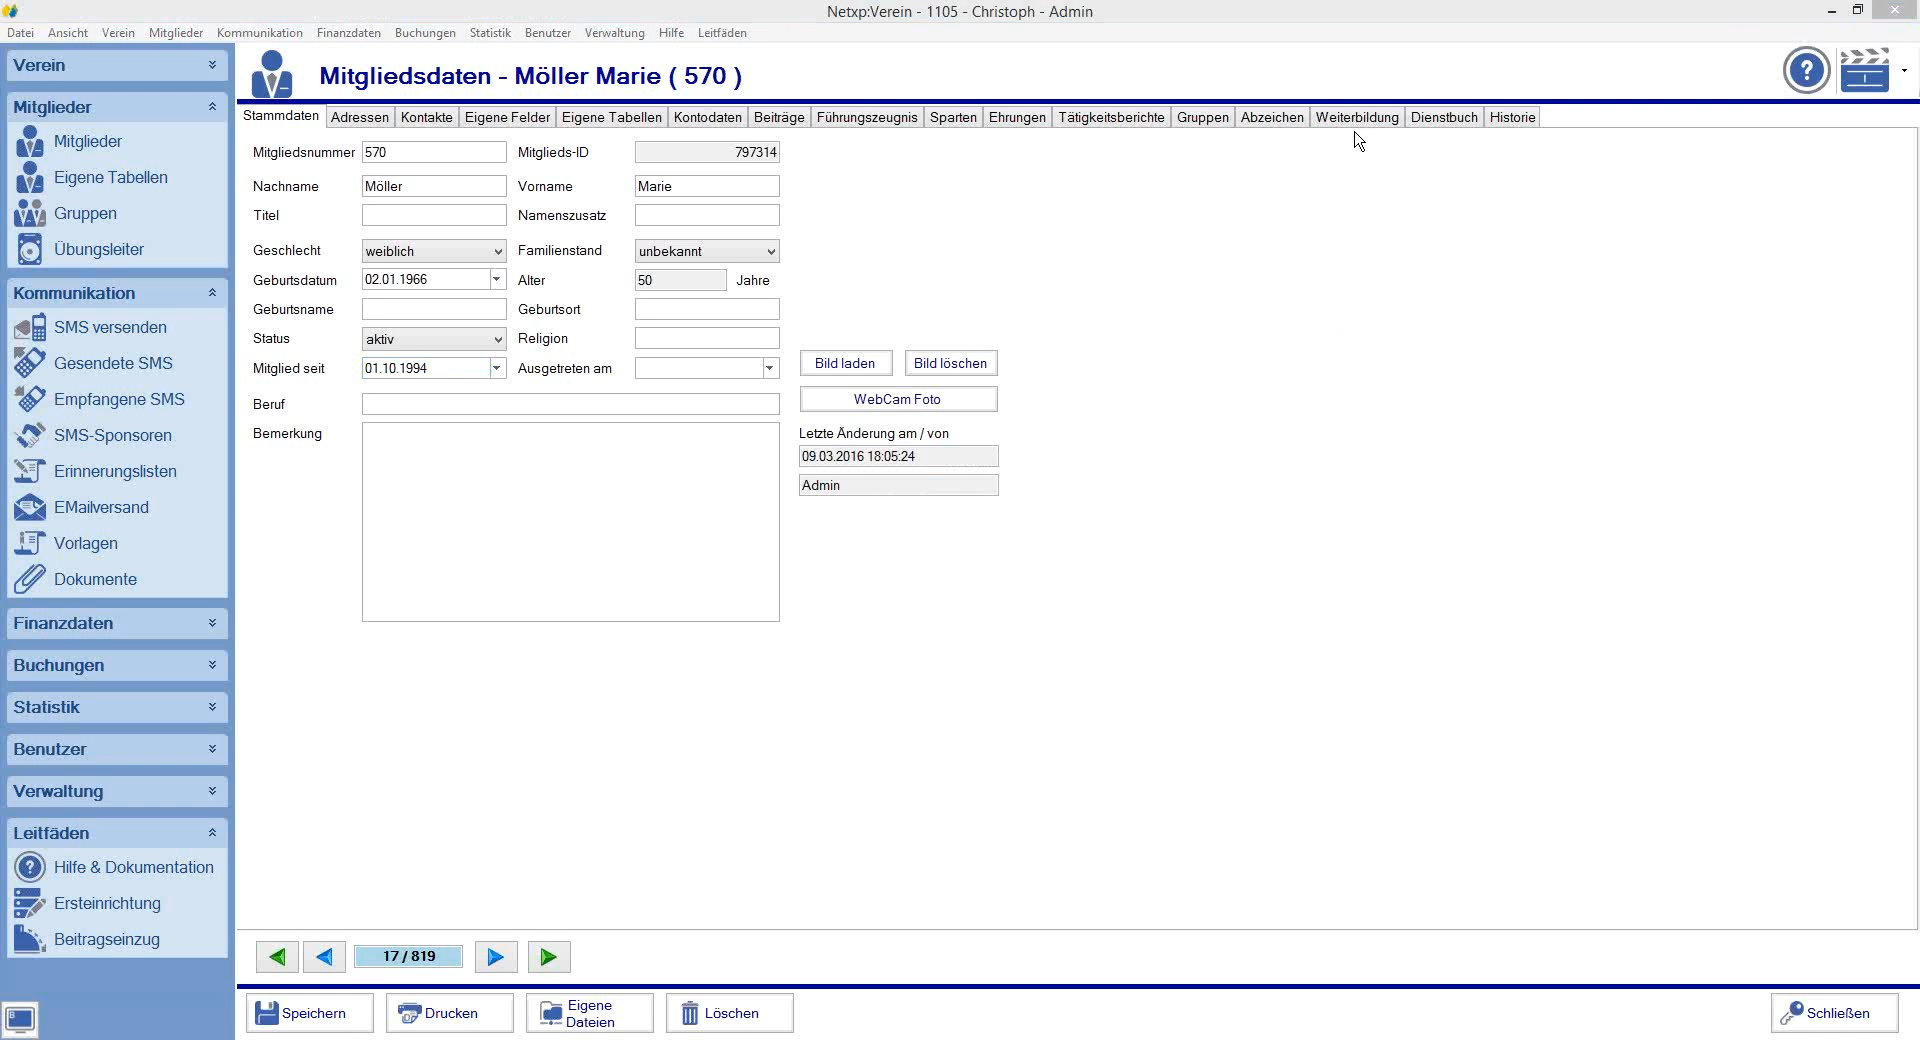 Netxp:Verein - 1105 - Christoph - Admin
Datei Ansicht Verein Mitglieder Kommunikation Finanzdaten Buchungen Statistik Benutzer Verwaltung Hilfe Leitfäden
Verein
Mitglieder
Mitglieder
Eigene Tabellen
Gruppen
Übungsleiter
Kommunikation
SMS versenden
Gesendete SMS
Empfangene SMS
SMS-Sponsoren
Erinnerungslisten
EMailversand
Vorlagen
Dokumente
Finanzdaten
Buchungen
Statistik
Benutzer
Verwaltung
Leitfäden
Hilfe & Dokumentation
Ersteinrichtung
Beitragseinzug
Mitgliedsdaten - Möller Marie ( 570 )
Stammdaten Adressen Kontakte Eigene Felder Eigene Tabellen Kontodaten Beiträge Führungszeugnis Sparten Ehrungen Tätigkeitsberichte Gruppen Abzeichen Weiterbildung Dienstbuch Historie
Mitgliedsnummer 570 Mitglieds-ID 797314
Nachname Möller Vorname Marie
Titel Namenszusatz
Geschlecht weiblich Familienstand unbekannt
Geburtsdatum 02.01.1966 Alter 50 Jahre
Geburtsname Geburtsort
Status aktiv Religion
Mitglied seit 01.10.1994 Ausgetreten am
Bild laden Bild löschen
WebCam Foto
Beruf
Bemerkung
Letzte Änderung am / von
09.03.2016 18:05:24
Admin
17 / 819
Speichern Drucken Eigene Dateien Löschen Schließen